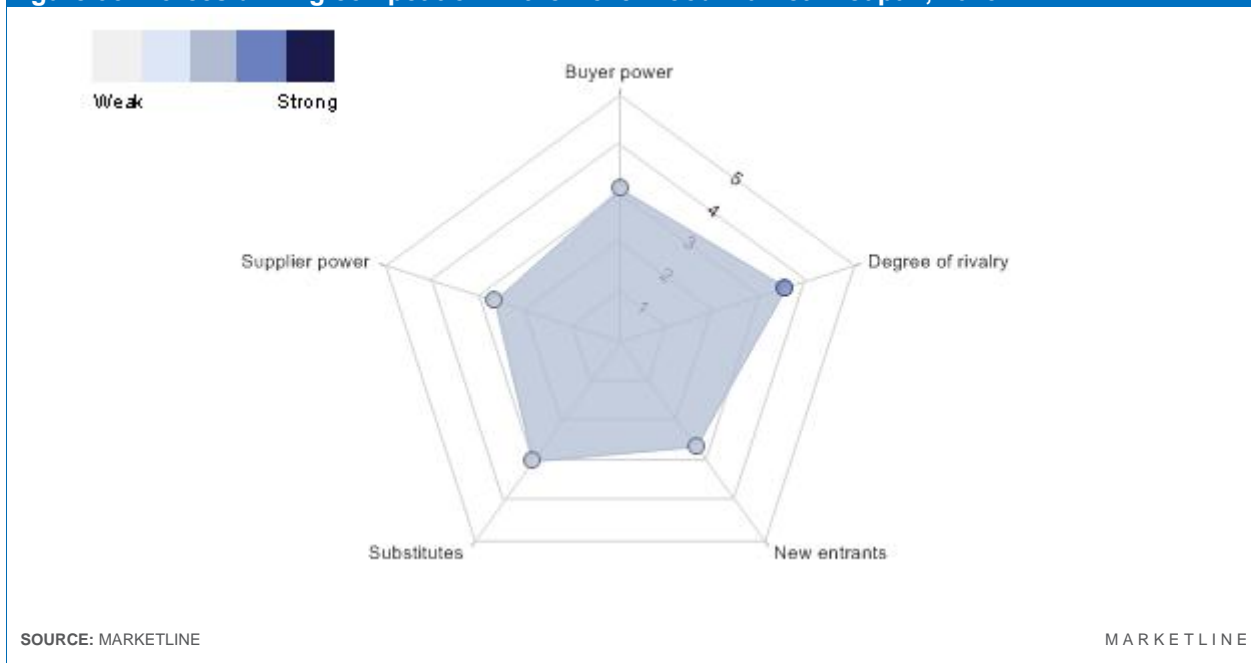 Weak
Strong
Buyer power
5
4
3
2
1
Supplier power
Degree of rivalry
Substitutes
New entrants
SOURCE: MARKETLINE
MARKETLINE